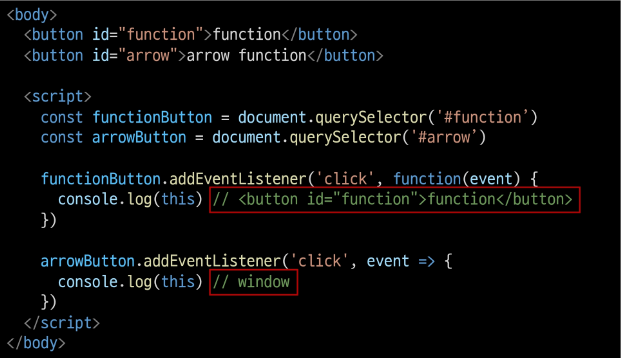 <body>
<button id="function">function</button>
<button id="arrow">arrow function</button>
<script>
const functionButton = document.querySelector('#function’)
const arrowButton = document.querySelector('#arrow’)
functionButton.addEventListener('click', function(event) {
console.log(this) // <button id="function">function</button>
})
arrowButton.addEventListener('click', event => {
console.log(this) // window
})
</script>
</body>